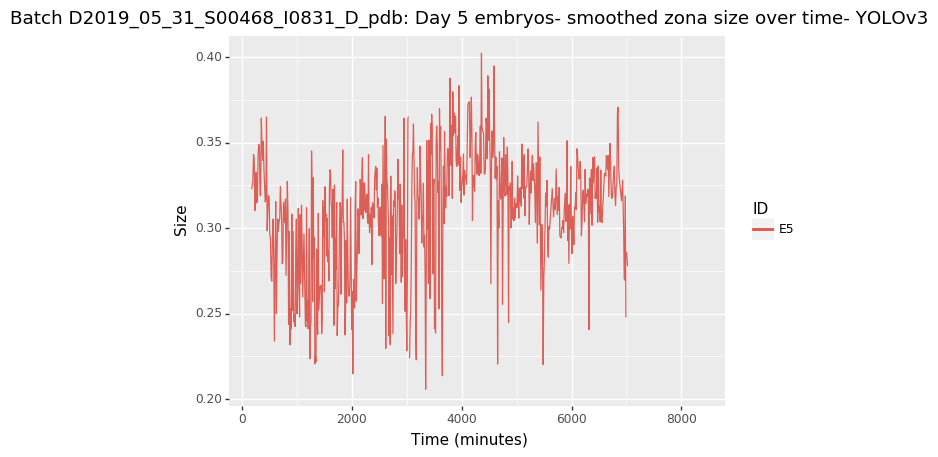 Batch D2019_05_31_S00468_I0831_D_pdb: Day 5 embryos- smoothed zona size over time- YOLOv3
0.40
0.35
0.30
0.25
0.20
Size
0
2000
4000
6000
8000
Time (minutes)
ID
E5